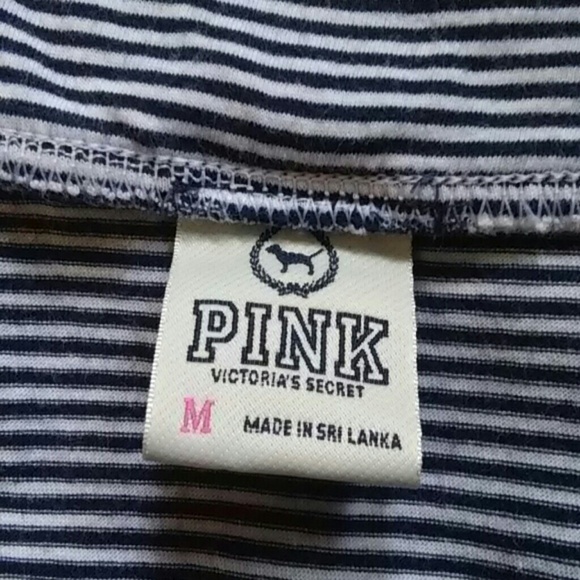 PINK
VICTORIA'S SECRET
M MADE IN SRI LANKA